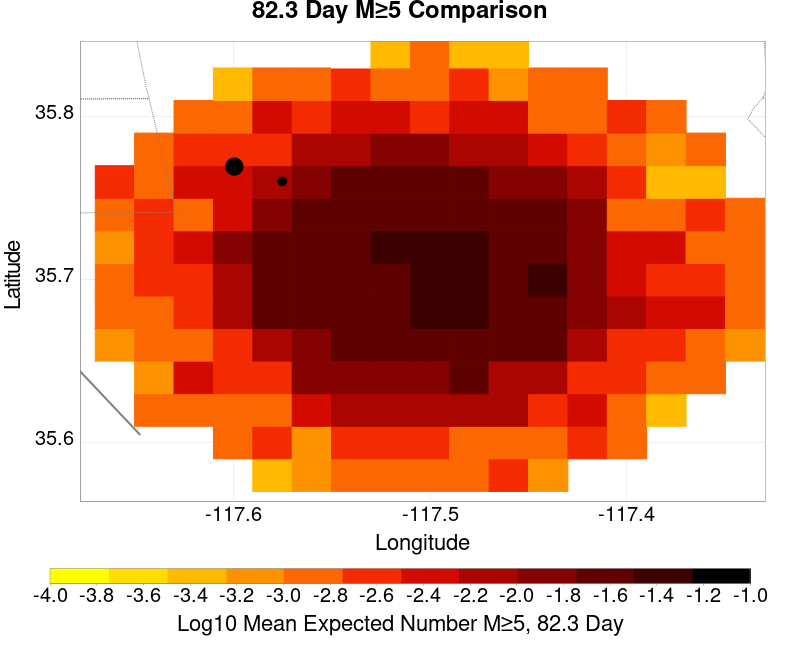 82.3 Day M≥5 Comparison
35.8
35.7
35.6
Latitude
-117.6 -117.5 -117.4
Longitude
-4.0 -3.8 -3.6 -3.4 -3.2 -3.0 -2.8 -2.6 -2.4 -2.2 -2.0 -1.8 -1.6 -1.4 -1.2 -1.0
Log10 Mean Expected Number M≥5, 82.3 Day